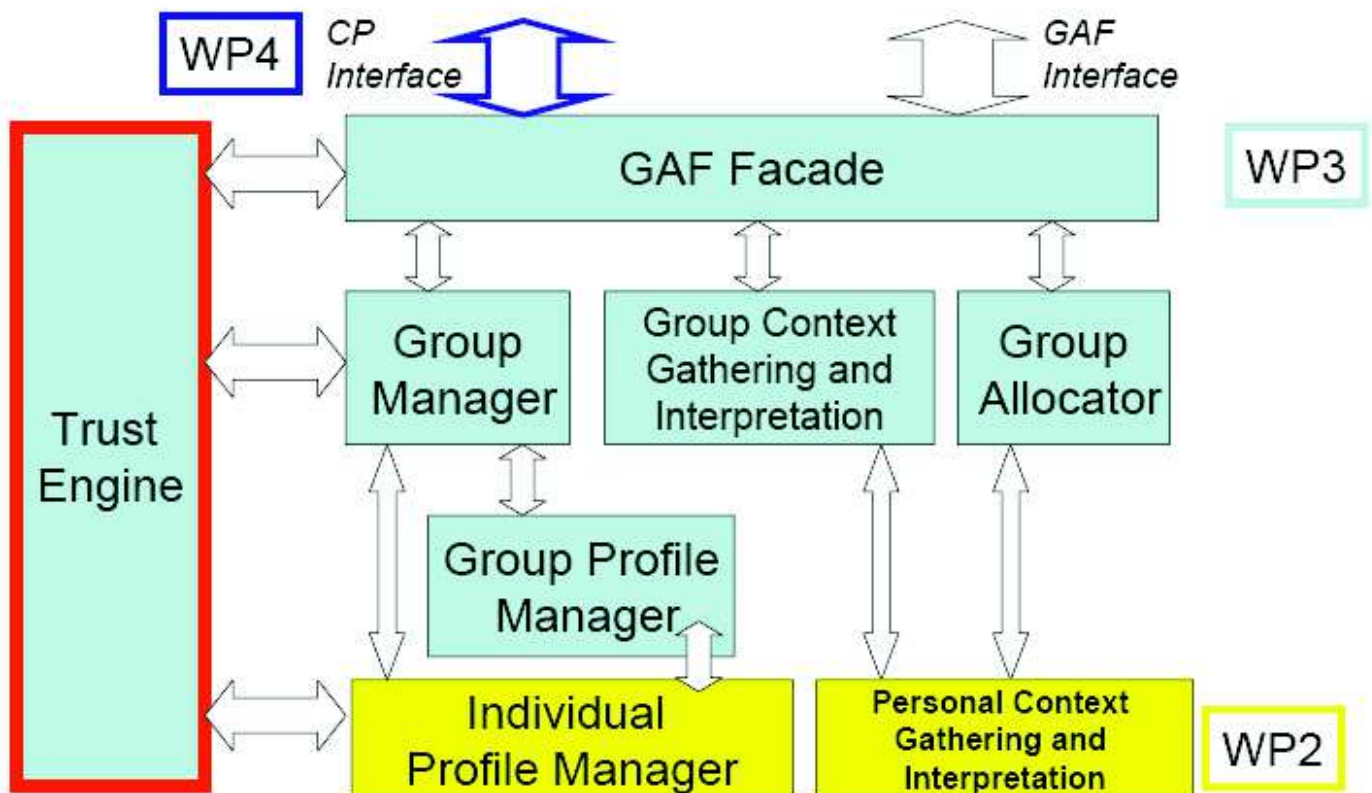 WP4
CP
Interface
GAF
Interface
GAF Facade
WP3
Group
Manager
Group Context
Gathering and
Interpretation
Group
Allocator
Trust
Engine
Group Profile
Manager
Individual
Profile Manager
Personal Context
Gathering and
Interpretation
WP2